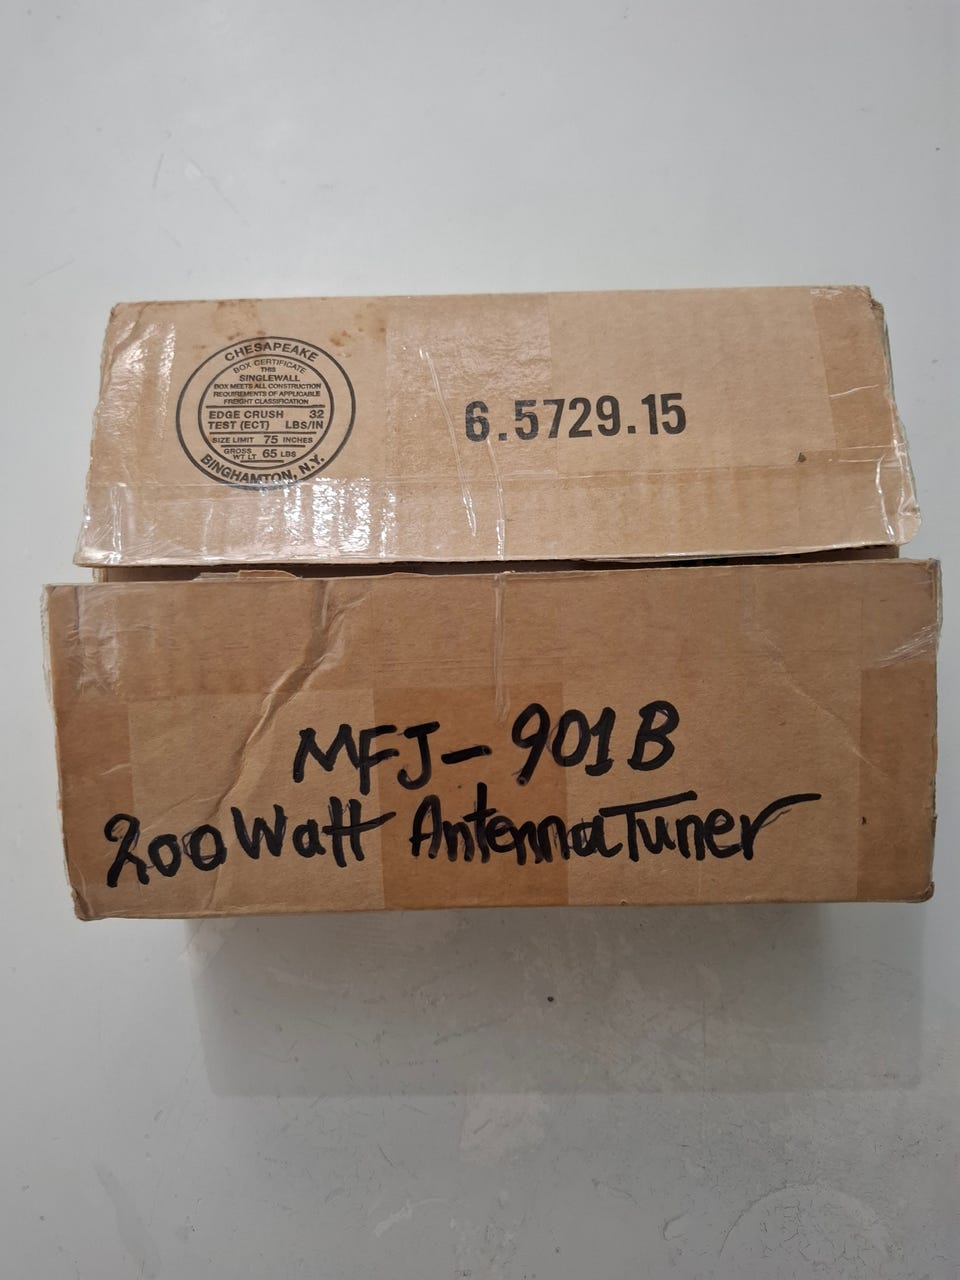 CHESAPEAKE
BOX CERTIFICATE
THIS
SINGLEWALL
BOX MEETS ALL CONSTRUCTION
REQUIREMENTS OF APPLICABLE
FREIGHT CLASSIFICATION
EDGE CRUSH 32
TEST (ECT) LBS/IN
SIZE LIMIT 75 INCHES
GROSS
WT LT 65 LBS
BINGHAMTON, N.Y.
6.5729.15
MFJ-901B
200Watt AntennaTuner